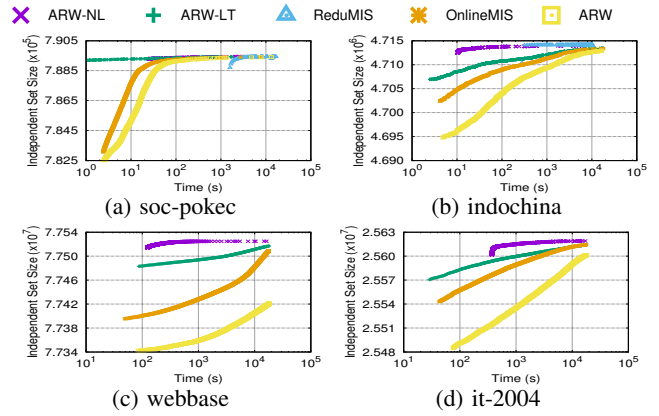 ARW-NL ARW-LT ReduMIS OnlineMIS ARW
Independent Set Size (x10^5)
7.905
7.885
7.865
7.845
7.825
10^0 10^1 10^2 10^3 10^4 10^5
Time (s)
(a) soc-pokec
Independent Set Size (x10^6)
4.715
4.710
4.705
4.700
4.695
4.690
10^0 10^1 10^2 10^3 10^4 10^5
Time (s)
(b) indochina
Independent Set Size (x10^7)
7.754
7.750
7.746
7.742
7.738
7.734
10^1 10^2 10^3 10^4 10^5
Time (s)
(c) webbase
Independent Set Size (x10^7)
2.563
2.560
2.557
2.554
2.551
2.548
10^1 10^2 10^3 10^4 10^5
Time (s)
(d) it-2004